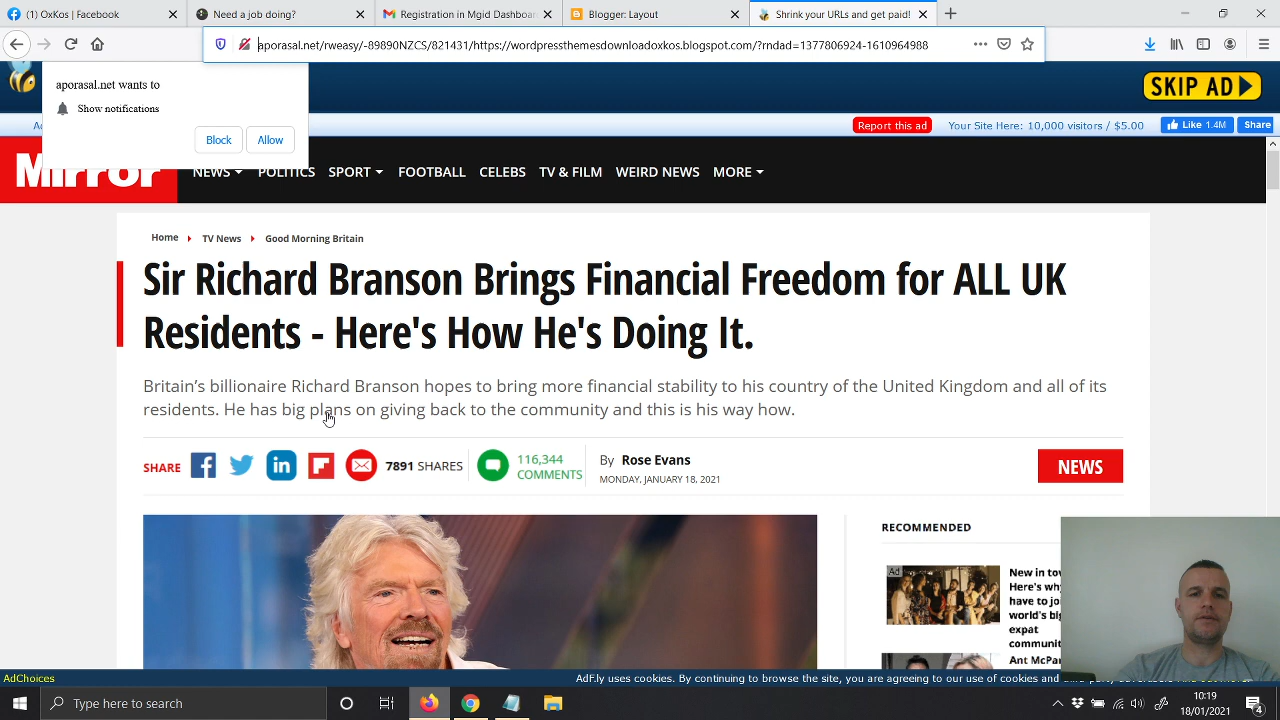 (1) OxKos | Facebook
Need a job doing?
Registration in Mgid Dashboard
Blogger: Layout
Shrink your URLs and get paid!
aporasal.net/rweasy/-89890NZCS/821431/https://wordpressthemesdownloadoxkos.blogspot.com/?rndad=1377806924-1610964988
aporasal.net wants to
Show notifications
Block
Allow
SKIP AD
Report this ad
Your Site Here: 10,000 visitors / $5.00
Like 1.4M
Share
Mirror
NEWS
POLITICS
SPORT
FOOTBALL
CELEBS
TV & FILM
WEIRD NEWS
MORE
Home
TV News
Good Morning Britain
Sir Richard Branson Brings Financial Freedom for ALL UK
Residents - Here's How He's Doing It.
Britain's billionaire Richard Branson hopes to bring more financial stability to his country of the United Kingdom and all of its
residents. He has big plans on giving back to the community and this is his way how.
SHARE
7891 SHARES
116,344
COMMENTS
By Rose Evans
MONDAY, JANUARY 18, 2021
NEWS
RECOMMENDED
Ad
New in
Here's why
have to
world's
expat
Ant
AdChoices
AdF.ly uses cookies. By continuing to browse the site, you are agreeing to our use of cookies and
Type here to search
10:19
18/01/2021
4